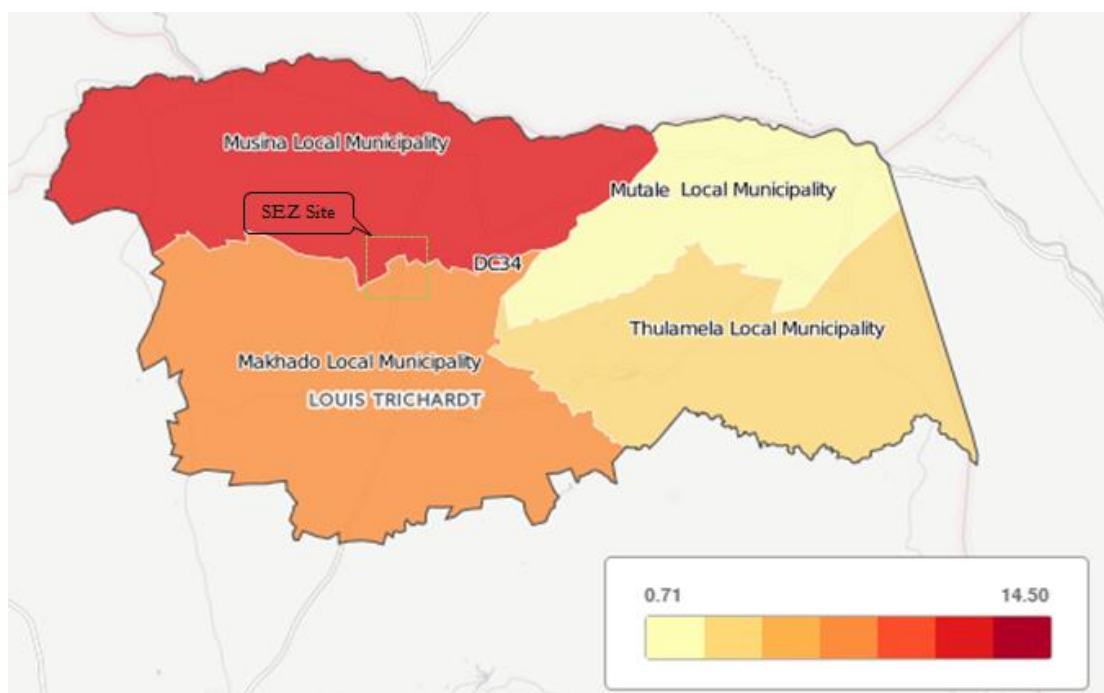 Musina Local Municipality
Mutale Local Municipality
SEZ Site
DC34
Thulamela Local Municipality
Makhado Local Municipality
LOUIS TRICHARDT
0.71 14.50